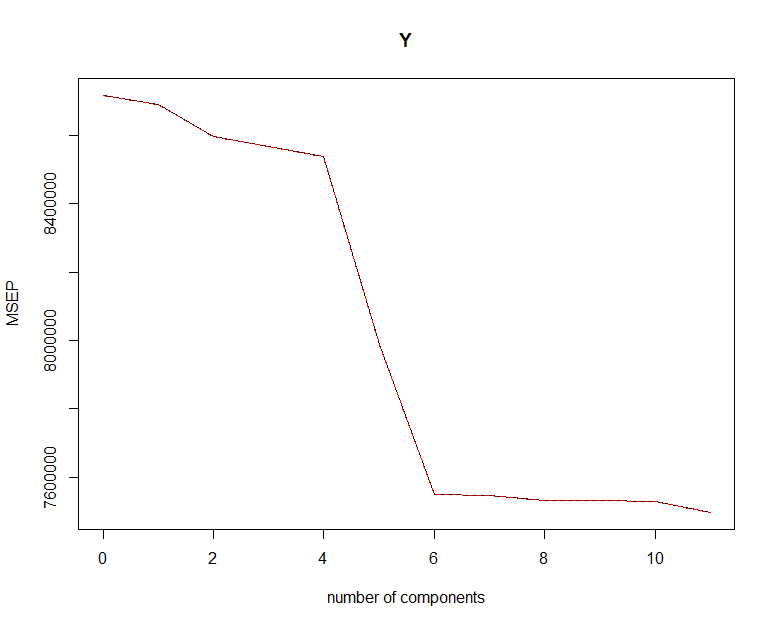 Y
MSEP
8400000
8000000
7600000
0 2 4 6 8 10
number of components